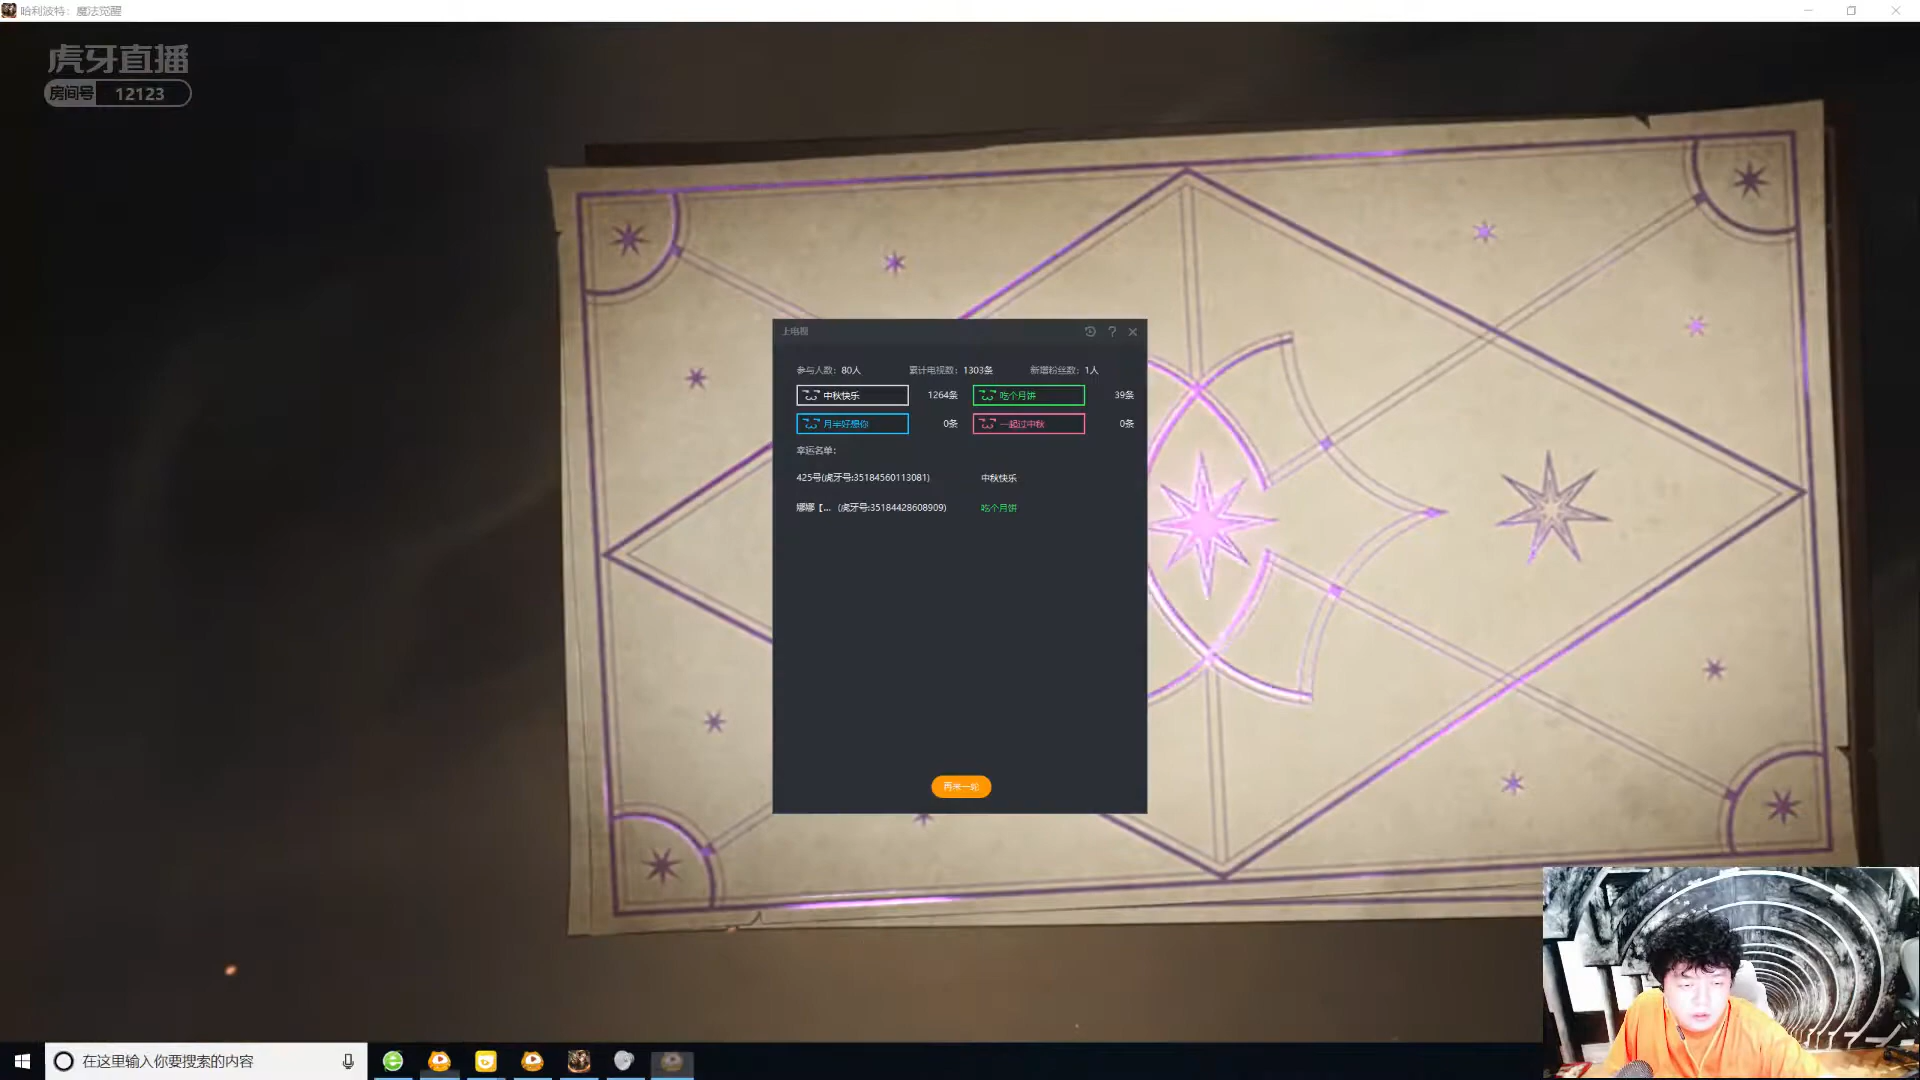 哈利波特：魔法觉醒
虎牙直播
房间号 12123
上电视
参与人数：80人 累计电视数：1303条 新增粉丝数：1人
中秋快乐 1264条 吃个月饼 39条
月半好想你 0条 一起过中秋 0条
幸运名单：
425号(虎牙号:35184560113081) 中秋快乐
娜娜【... (虎牙号:35184428608909) 吃个月饼
再来一轮
在这里输入你要搜索的内容